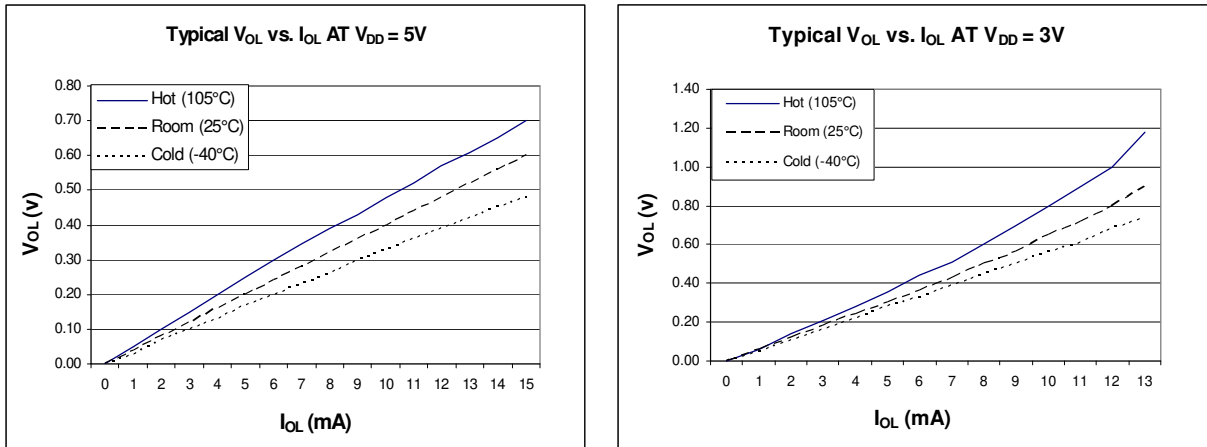 Typical VOL vs. IOL AT VDD = 5V
0.80
0.70
0.60
0.50
0.40
0.30
0.20
0.10
0.00
Hot (105°C)
Room (25°C)
Cold (-40°C)
VOL (v)
0 1 2 3 4 5 6 7 8 9 10 11 12 13 14 15
IOL (mA)
Typical VOL vs. IOL AT VDD = 3V
1.40
1.20
1.00
0.80
0.60
0.40
0.20
0.00
Hot (105°C)
Room (25°C)
Cold (-40°C)
VOL (v)
0 1 2 3 4 5 6 7 8 9 10 11 12 13
IOL (mA)